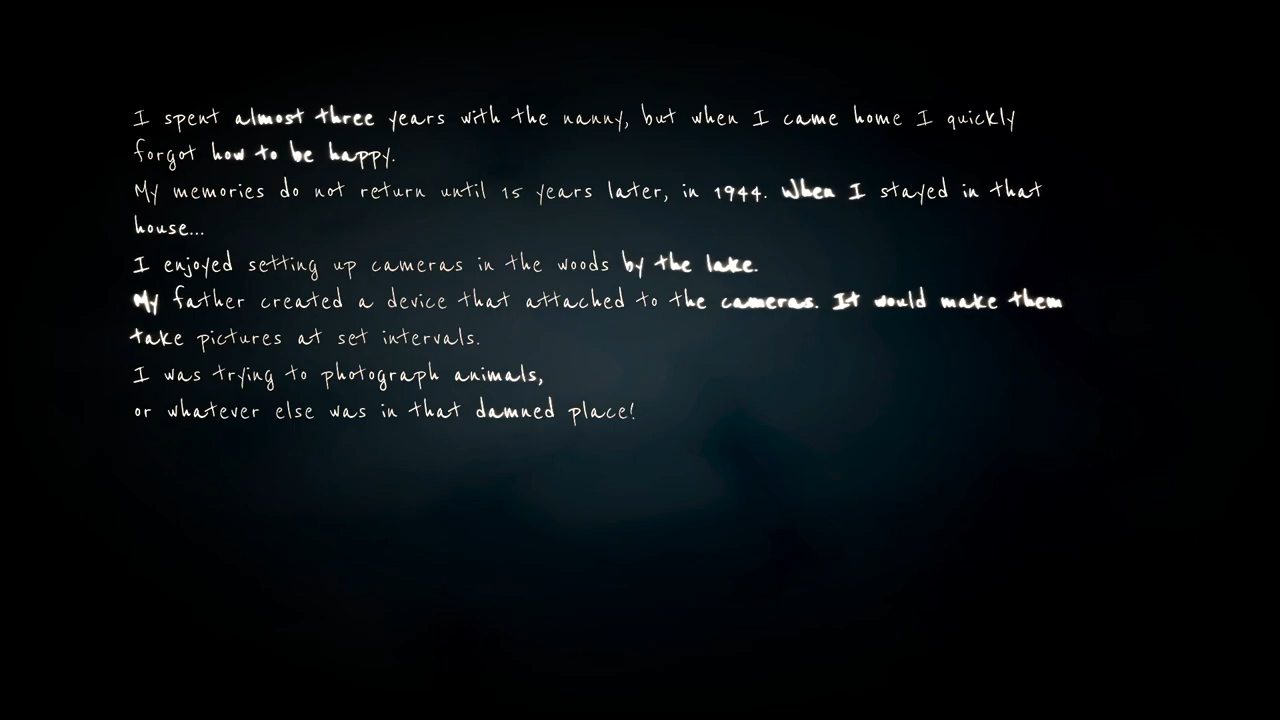 I spent almost three years with the nanny, but when I came home I quickly
forgot how to be happy.
My memories do not return until 15 years later, in 1944. When I stayed in that
house...
I enjoyed setting up cameras in the woods by the lake.
My father created a device that attached to the cameras. It would make them
take pictures at set intervals.
I was trying to photograph animals,
or whatever else was in that damned place!